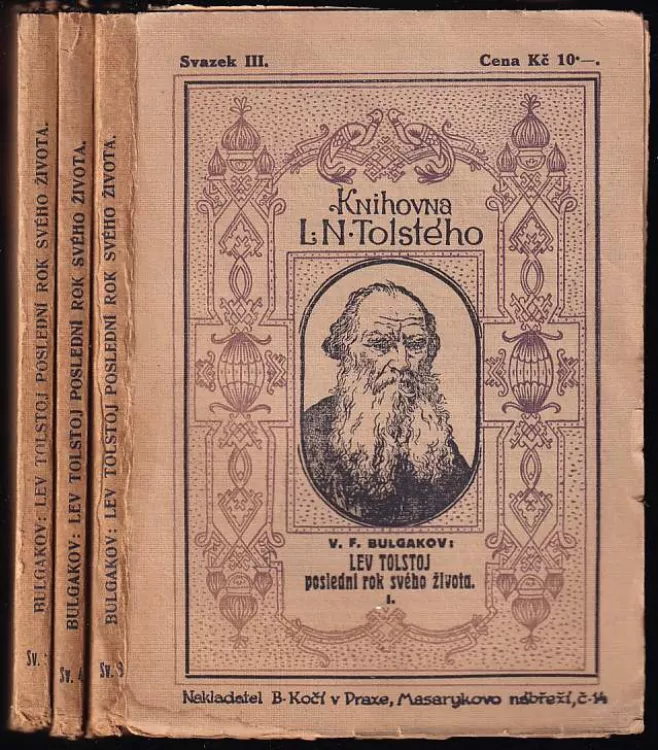 BULGAKOV: LEV TOLSTOJ POSLEDNÍ ROK SVÉHO ŽIVOTA.
Sv.
BULGAKOV: LEV TOLSTOJ POSLEDNÍ ROK SVÉHO ŽIVOTA.
Sv.
BULGAKOV: LEV TOLSTOJ POSLEDNÍ ROK SVÉHO ŽIVOTA.
Sv.
Svazek III.
Cena Kč 10·—.
Knihovna
L·N·Tolstého
V. F. BULGAKOV:
LEV TOLSTOJ
poslední rok svého života.
I.
Nakladatel B·Kočí v Praze, Masarykovo nábřeží, č·14